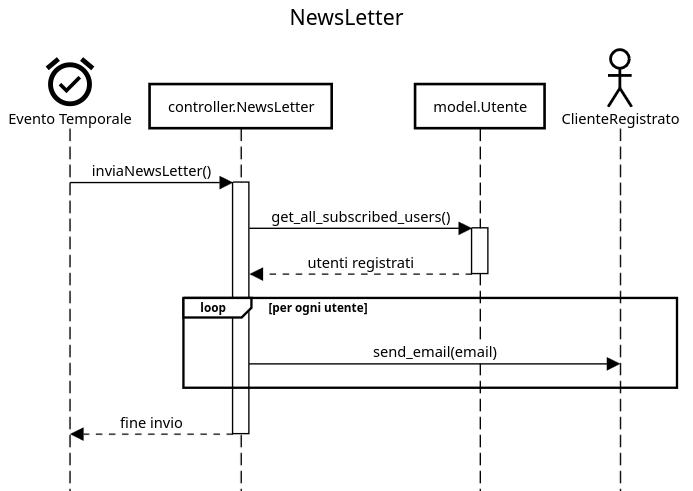 NewsLetter
Evento Temporale
controller.NewsLetter
model.Utente
ClienteRegistrato
inviaNewsLetter()
get_all_subscribed_users()
utenti registrati
loop
[per ogni utente]
send_email(email)
fine invio